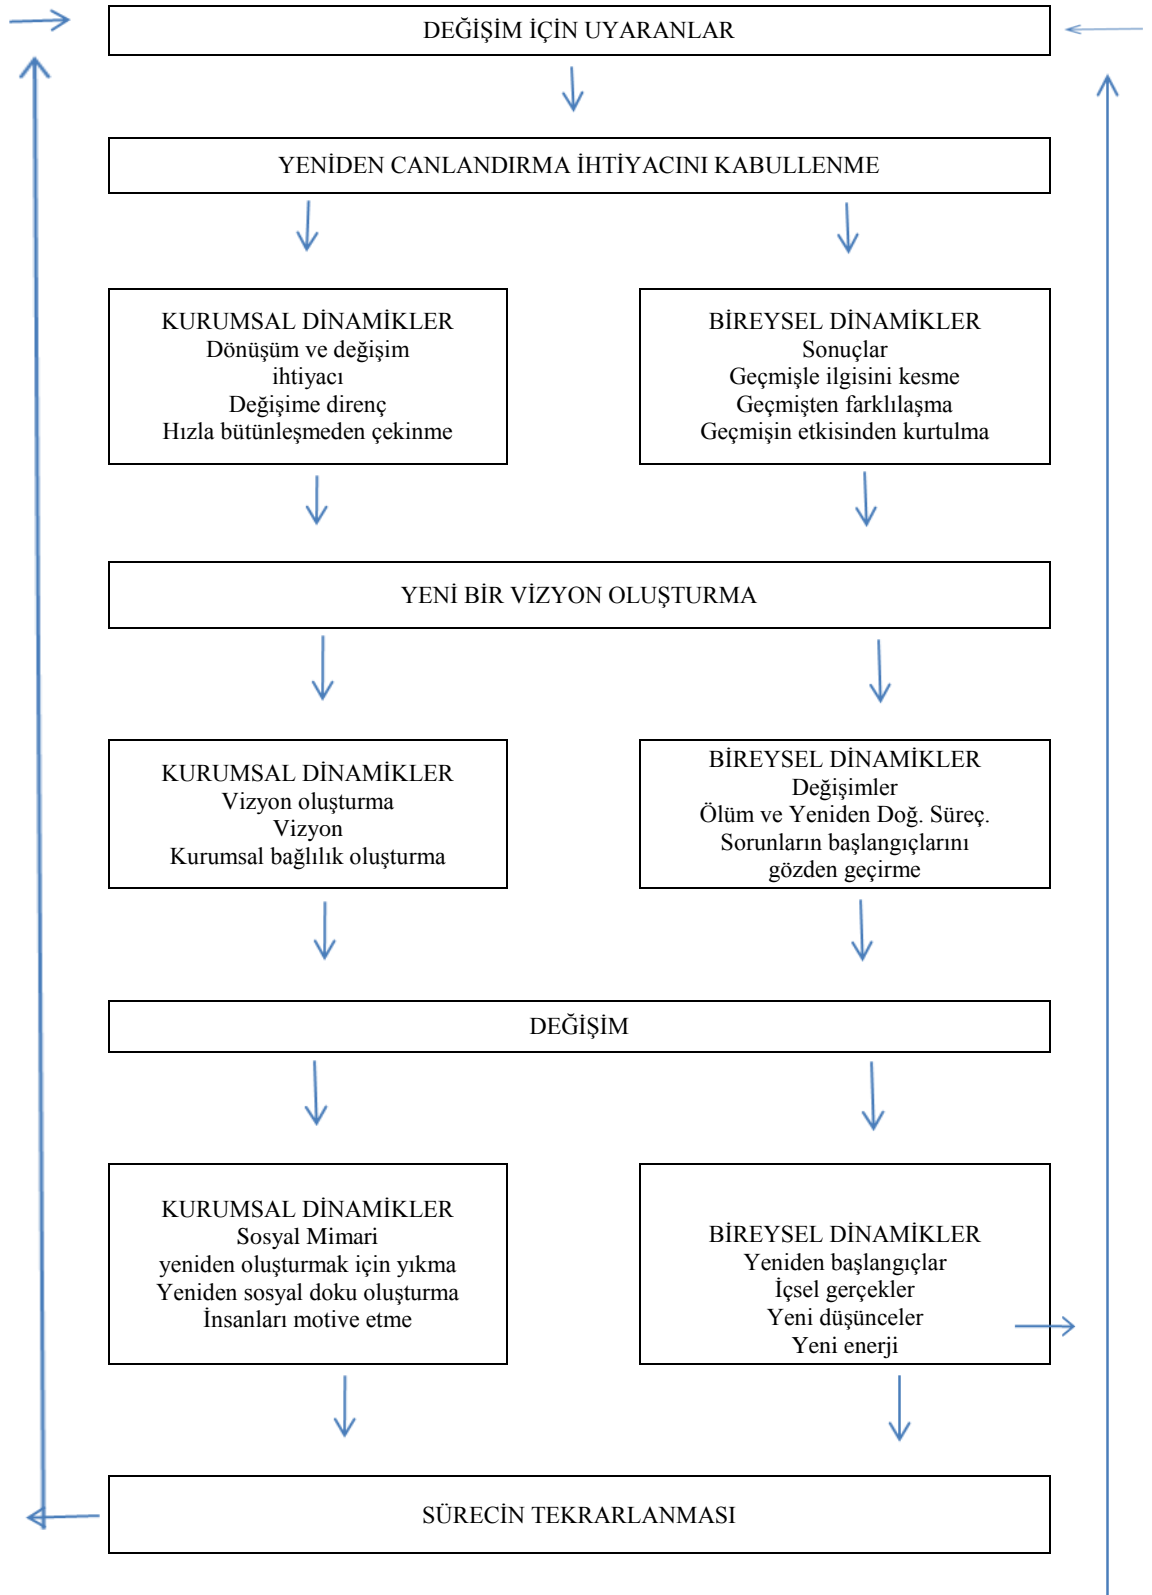 DEĞİŞİM İÇİN UYARANLAR
YENİDEN CANLANDIRMA İHTİYACINI KABULLENME
KURUMSAL DİNAMİKLER
Dönüşüm ve değişim
ihtiyacı
Değişime direnç
Hızla bütünleşmeden çekinme
BİREYSEL DİNAMİKLER
Sonuçlar
Geçmişle ilgisini kesme
Geçmişten farklılaşma
Geçmişin etkisinden kurtulma
YENİ BİR VİZYON OLUŞTURMA
KURUMSAL DİNAMİKLER
Vizyon oluşturma
Vizyon
Kurumsal bağlılık oluşturma
BİREYSEL DİNAMİKLER
Değişimler
Ölüm ve Yeniden Doğ. Süreç.
Sorunların başlangıçlarını
gözden geçirme
DEĞİŞİM
KURUMSAL DİNAMİKLER
Sosyal Mimari
yeniden oluşturmak için yıkma
Yeniden sosyal doku oluşturma
İnsanları motive etme
BİREYSEL DİNAMİKLER
Yeniden başlangıçlar
İçsel gerçekler
Yeni düşünceler
Yeni enerji
SÜRECİN TEKRARLANMASI